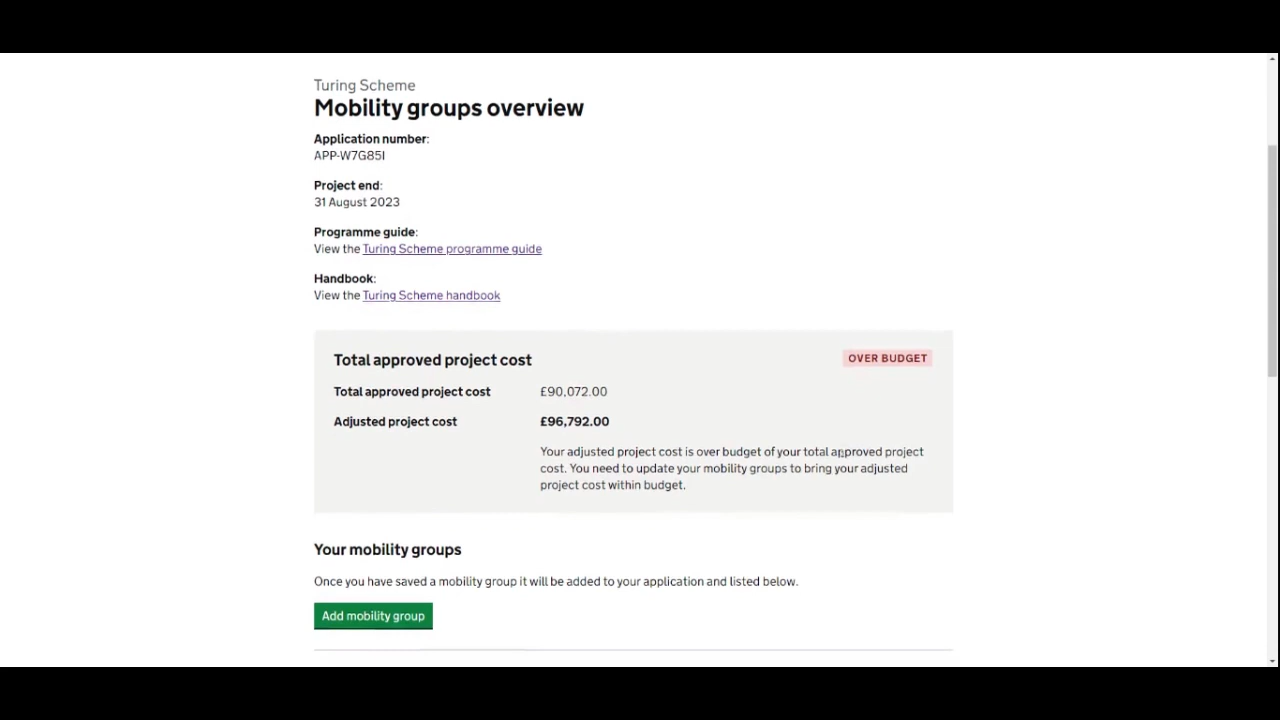 Turing Scheme
Mobility groups overview
Application number:
APP-W7G85I
Project end:
31 August 2023
Programme guide:
View the Turing Scheme programme guide
Handbook:
View the Turing Scheme handbook
Total approved project cost
OVER BUDGET
Total approved project cost £90,072.00
Adjusted project cost £96,792.00
Your adjusted project cost is over budget of your total approved project
cost. You need to update your mobility groups to bring your adjusted
project cost within budget.
Your mobility groups
Once you have saved a mobility group it will be added to your application and listed below.
Add mobility group